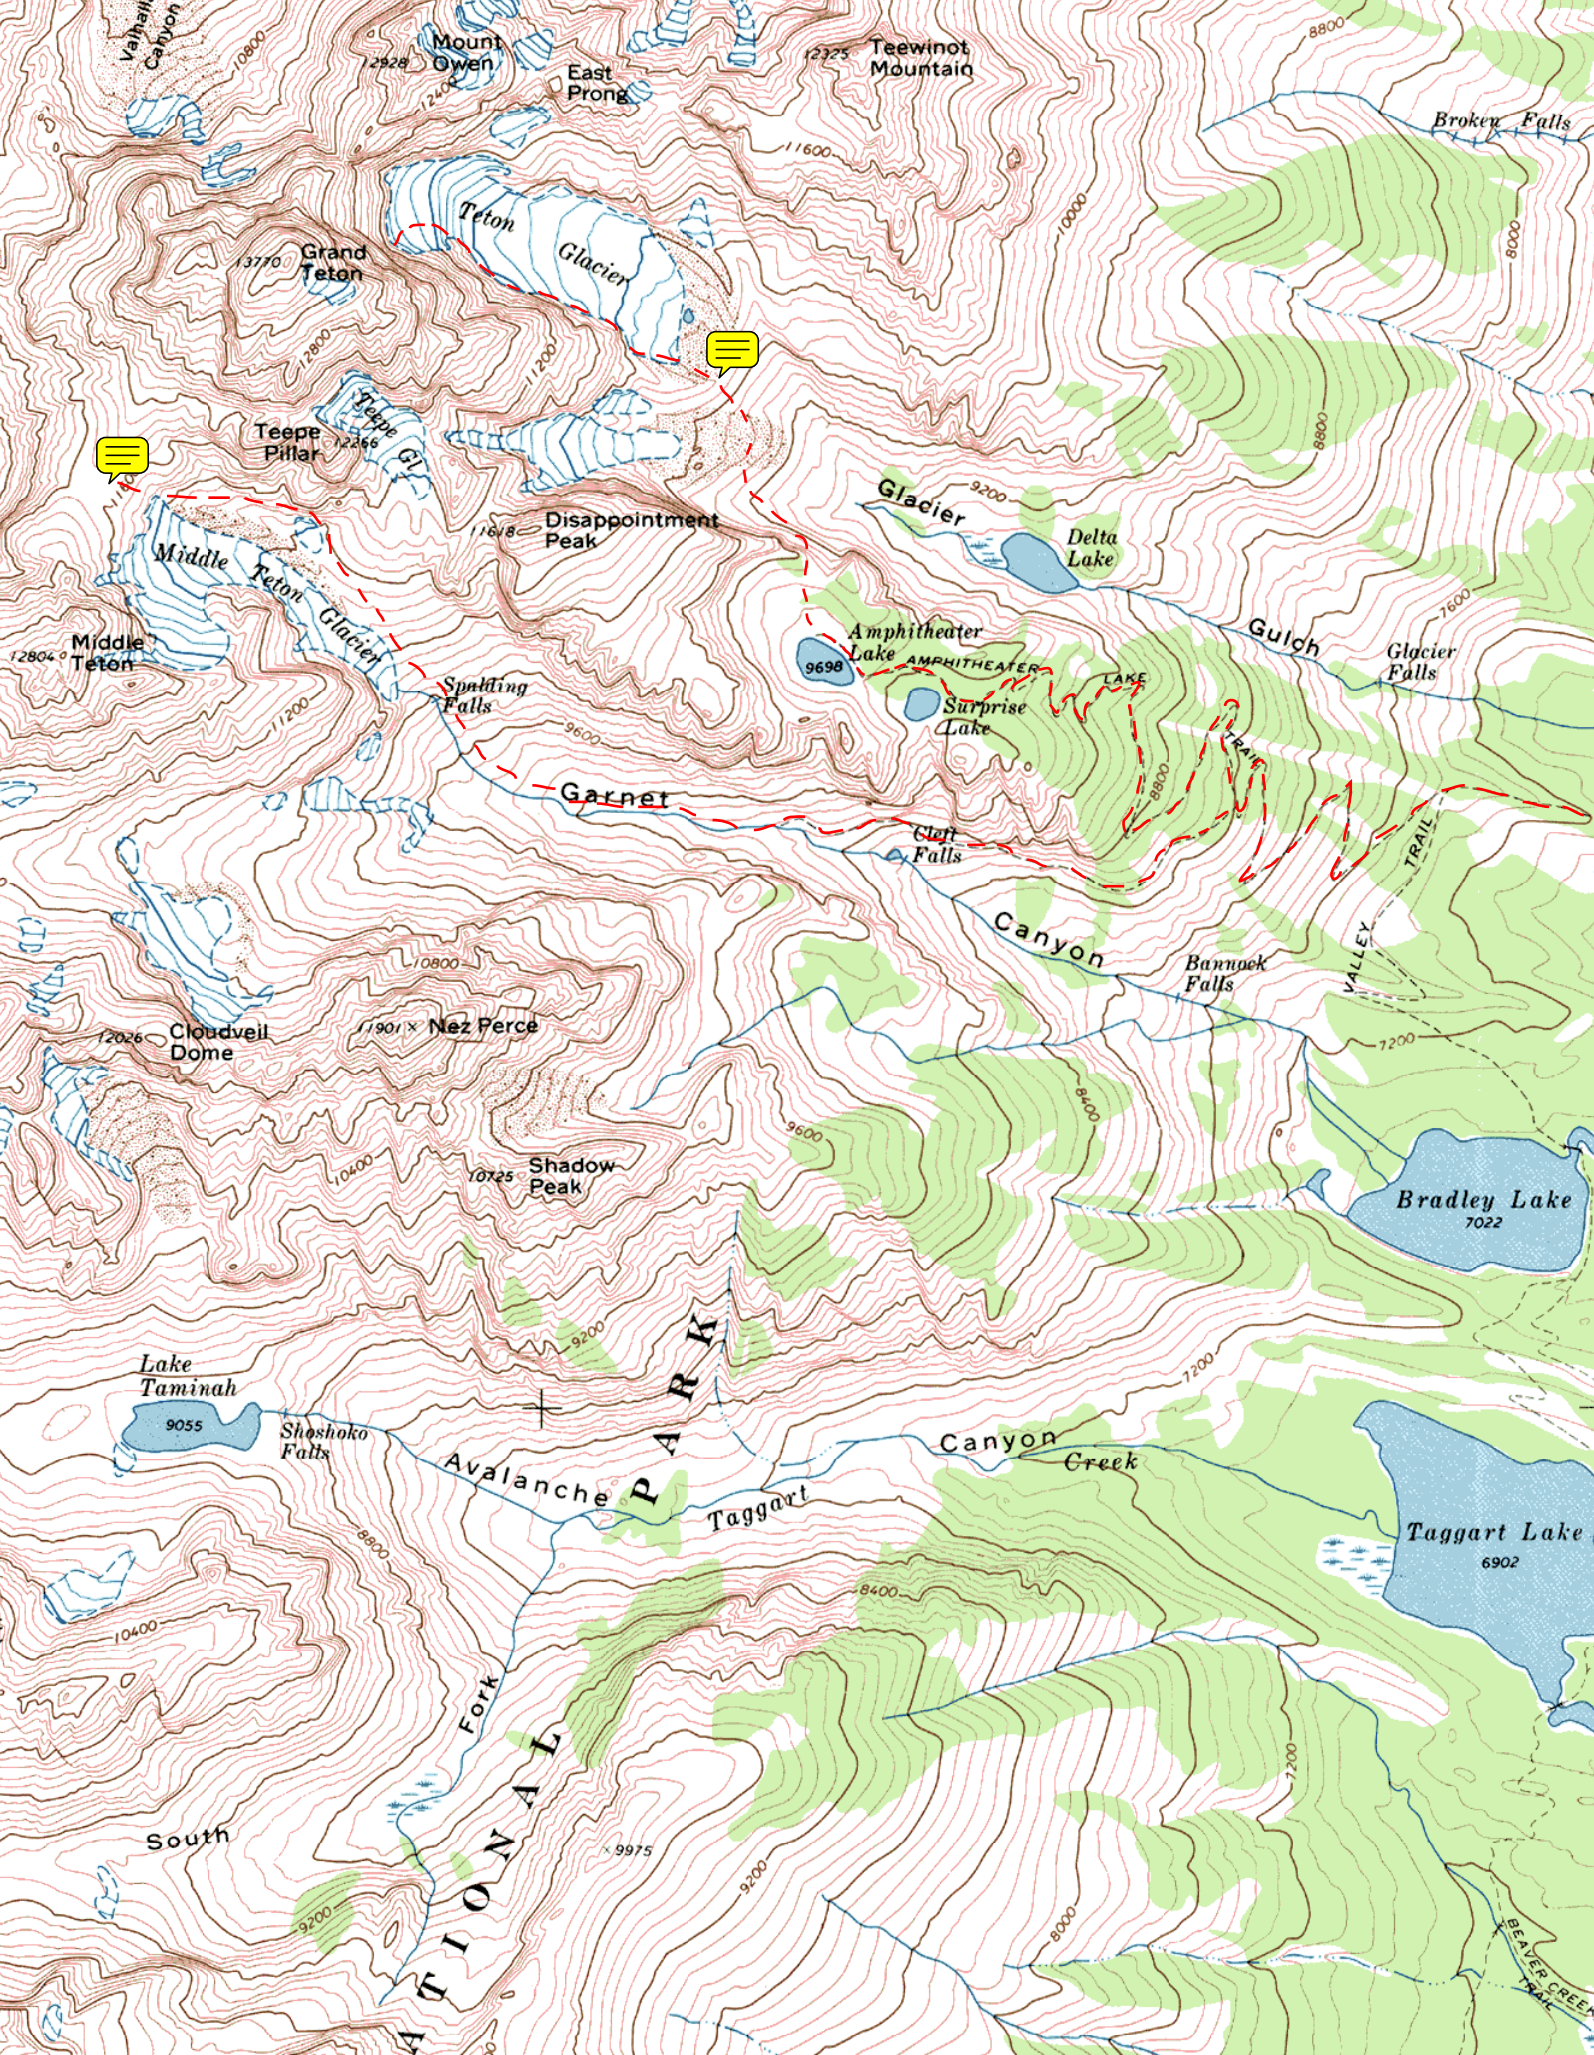 Valhalla
Canyon
10800
12928
Mount
Owen
12400
East
Prong
12325
Teewinot
Mountain
8800
Broken Falls
11600
10000
8000
Teton
Glacier
13770
Grand
Teton
12800
11200
8800
Teepe
Pillar
12266
Teepe
Gl
11600
Glacier
9200
Delta
Lake
11618
Disappointment
Peak
Middle
Teton
Glacier
7600
Gulch
Glacier
Falls
12804
Middle
Teton
Amphitheater
Lake
9698
AMPHITHEATER
LAKE
TRAIL
Surprise
Lake
Spalding
Falls
11200
9600
8800
Garnet
Cleft
Falls
TRAIL
VALLEY
Canyon
Bannock
Falls
10800
11901
Nez Perce
12026
Cloudveil
Dome
7200
8400
9600
10400
10725
Shadow
Peak
Bradley Lake
7022
9200
PARK
7200
Lake
Taminah
9055
Shoshoko
Falls
Avalanche
Canyon
Creek
Taggart
Taggart Lake
6902
8800
8400
10400
Fork
7200
South
9975
ATIONAL
9200
9200
8000
BEAVER CREEK
TRAIL